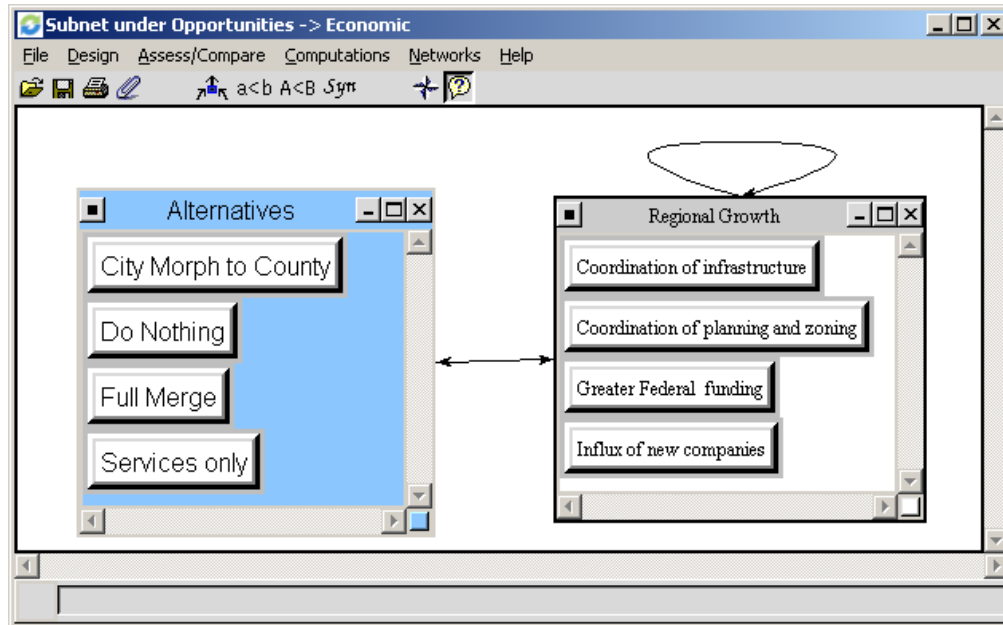 Subnet under Opportunities -> Economic
File Design Assess/Compare Computations Networks Help
a<b A<B Syn
Alternatives
City Morph to County
Do Nothing
Full Merge
Services only
Regional Growth
Coordination of infrastructure
Coordination of planning and zoning
Greater Federal funding
Influx of new companies